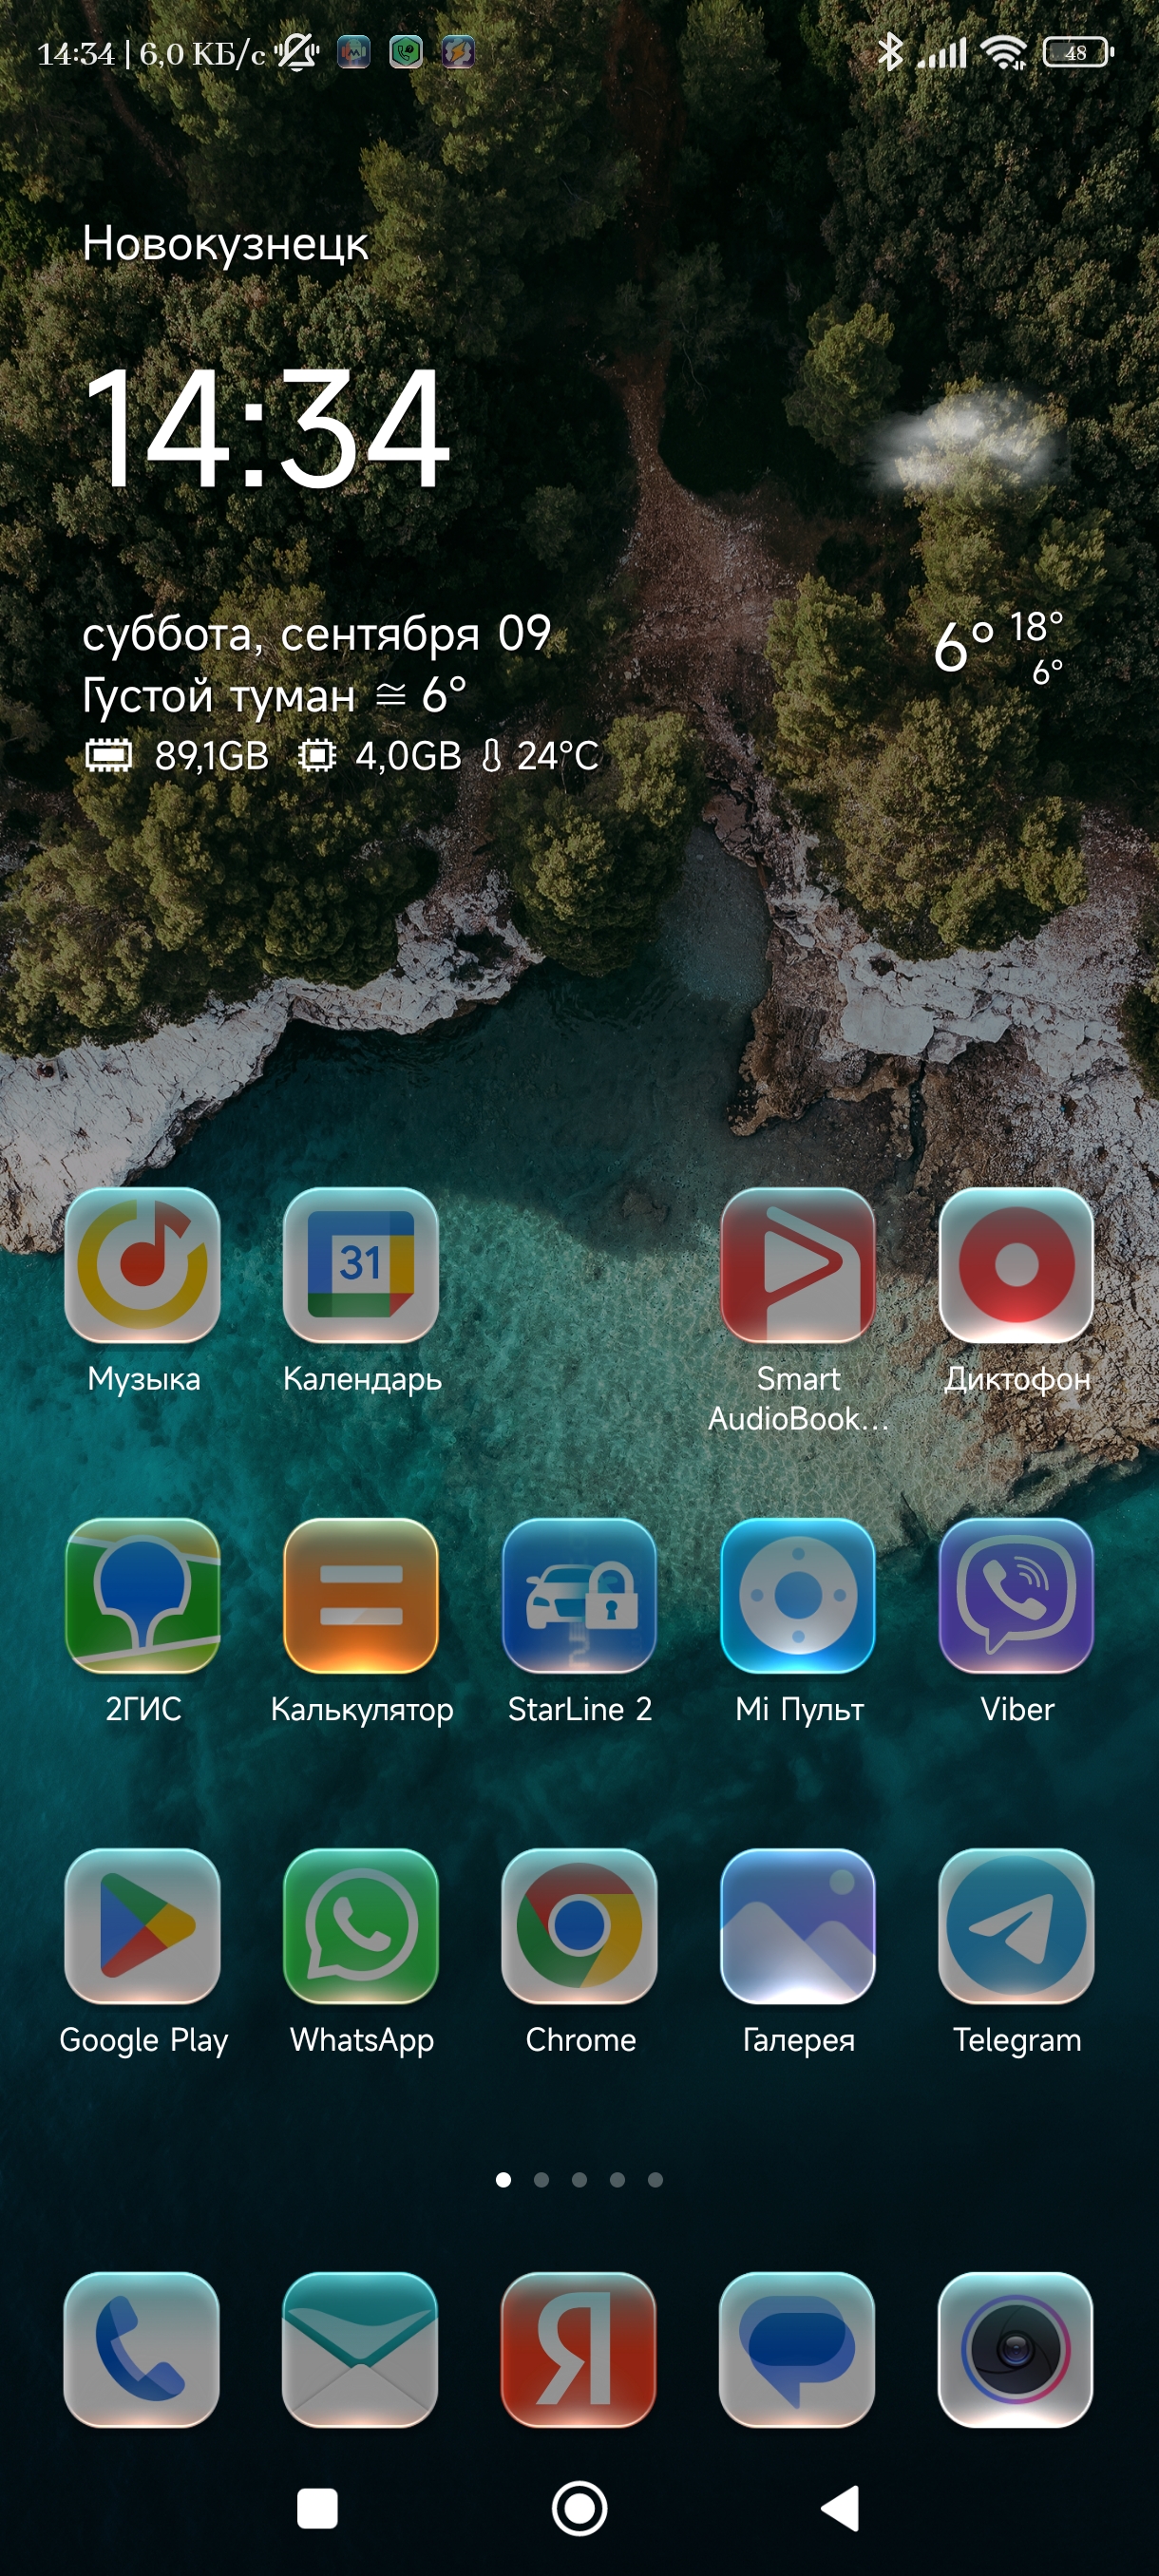 14:34 | 6,0 КБ/с
48
Новокузнецк
14:34
суббота, сентября 09
Густой туман ≅ 6°
6° 18°
6°
89,1GB 4,0GB 24°C
31
Музыка
Календарь
Smart AudioBook...
Диктофон
2ГИС
Калькулятор
StarLine 2
Mi Пульт
Viber
Google Play
WhatsApp
Chrome
Галерея
Telegram
Я